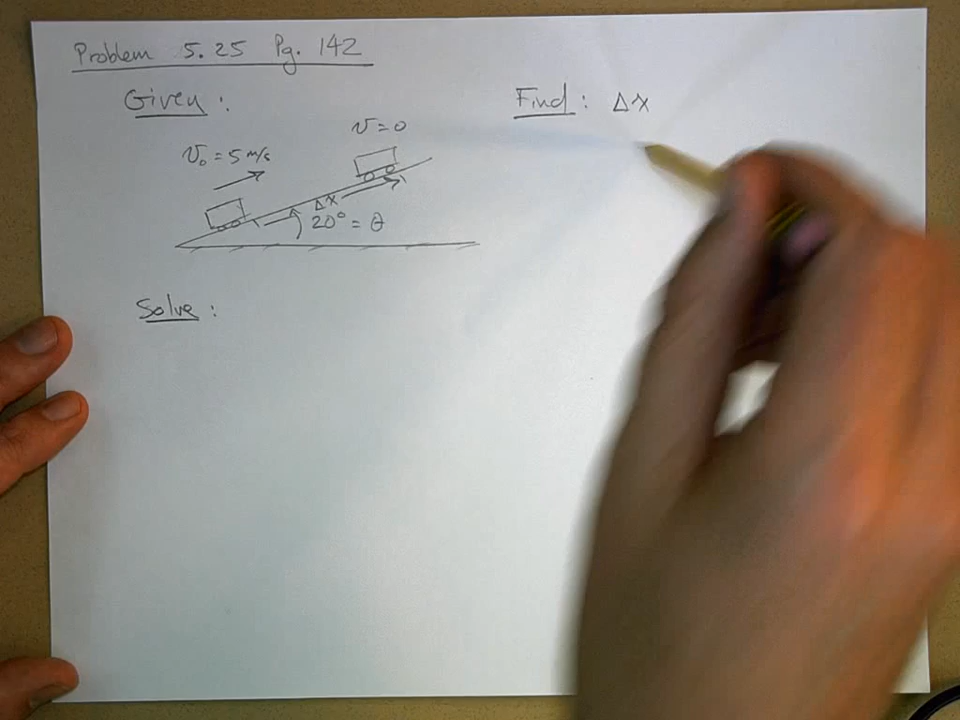 Problem 5.25 Pg. 142
Given:
Find: Δx
v=0
v₀ = 5 m/s
Δx
20° = θ
Solve: